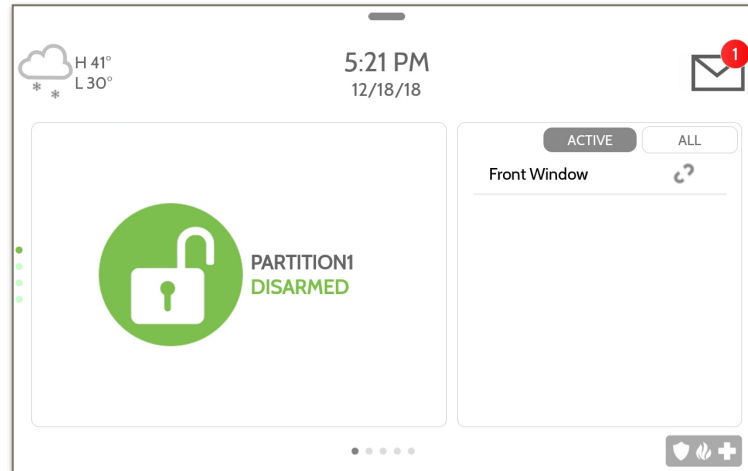 H 41°
L 30°
5:21 PM
12/18/18
1
ACTIVE
ALL
Front Window
PARTITION1
DISARMED